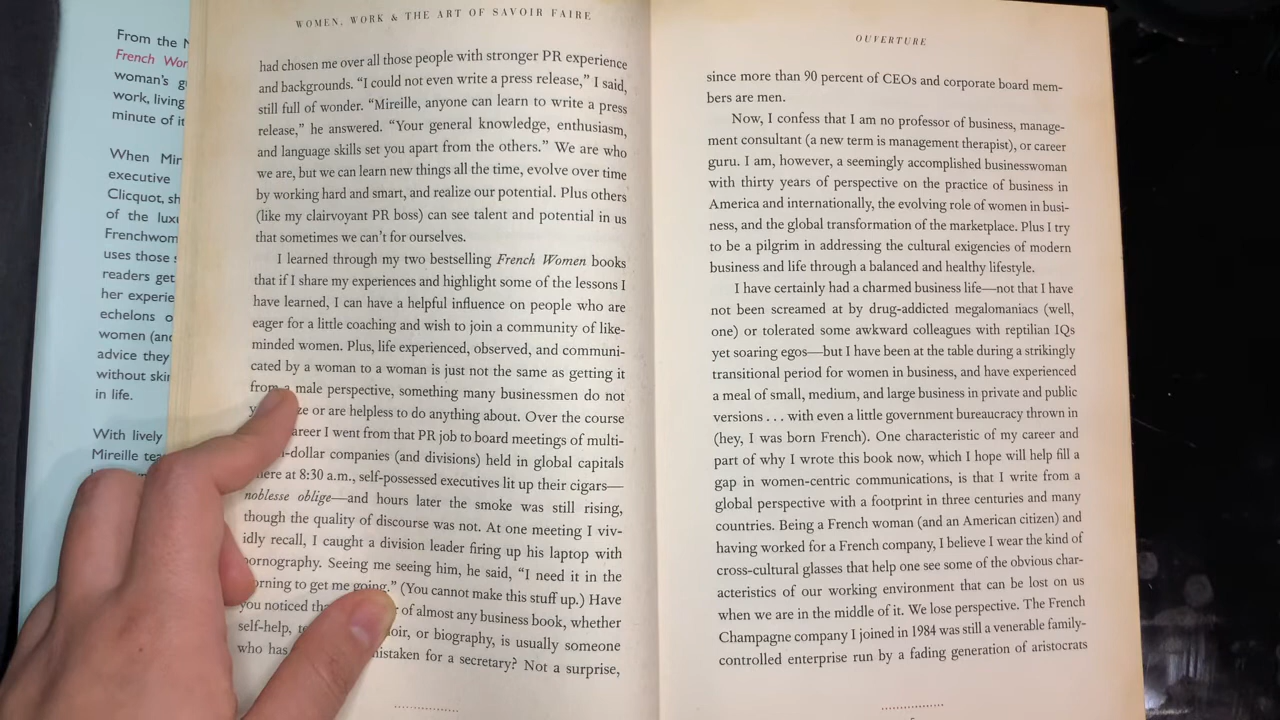 From the N
French Wor
woman's g
work, living
minute of it
When Mir
executive
Clicquot, sh
of the luxu
Frenchwom
uses those s
readers get
her experie
echelons o
women (and
advice they
without skir
in life.
With lively
Mireille tea
WOMEN, WORK & THE ART OF SAVOIR FAIRE
had chosen me over all those people with stronger PR experience
and backgrounds. “I could not even write a press release,” I said,
still full of wonder. “Mireille, anyone can learn to write a press
release,” he answered. “Your general knowledge, enthusiasm,
and language skills set you apart from the others.” We are who
we are, but we can learn new things all the time, evolve over time
by working hard and smart, and realize our potential. Plus others
(like my clairvoyant PR boss) can see talent and potential in us
that sometimes we can’t for ourselves.
I learned through my two bestselling French Women books
that if I share my experiences and highlight some of the lessons I
have learned, I can have a helpful influence on people who are
eager for a little coaching and wish to join a community of like-
minded women. Plus, life experienced, observed, and communi-
cated by a woman to a woman is just not the same as getting it
from a male perspective, something many businessmen do not
or are helpless to do anything about. Over the course
career I went from that PR job to board meetings of multi-
-dollar companies (and divisions) held in global capitals
where at 8:30 a.m., self-possessed executives lit up their cigars—
noblesse oblige—and hours later the smoke was still rising,
though the quality of discourse was not. At one meeting I viv-
idly recall, I caught a division leader firing up his laptop with
pornography. Seeing me seeing him, he said, “I need it in the
morning to get me going.” (You cannot make this stuff up.) Have
you noticed of almost any business book, whether
self-help, or biography, is usually someone
who has mistaken for a secretary? Not a surprise,
OUVERTURE
since more than 90 percent of CEOs and corporate board mem-
bers are men.
Now, I confess that I am no professor of business, manage-
ment consultant (a new term is management therapist), or career
guru. I am, however, a seemingly accomplished businesswoman
with thirty years of perspective on the practice of business in
America and internationally, the evolving role of women in busi-
ness, and the global transformation of the marketplace. Plus I try
to be a pilgrim in addressing the cultural exigencies of modern
business and life through a balanced and healthy lifestyle.
I have certainly had a charmed business life—not that I have
not been screamed at by drug-addicted megalomaniacs (well,
one) or tolerated some awkward colleagues with reptilian IQs
yet soaring egos—but I have been at the table during a strikingly
transitional period for women in business, and have experienced
a meal of small, medium, and large business in private and public
versions . . . with even a little government bureaucracy thrown in
(hey, I was born French). One characteristic of my career and
part of why I wrote this book now, which I hope will help fill a
gap in women-centric communications, is that I write from a
global perspective with a footprint in three centuries and many
countries. Being a French woman (and an American citizen) and
having worked for a French company, I believe I wear the kind of
cross-cultural glasses that help one see some of the obvious char-
acteristics of our working environment that can be lost on us
when we are in the middle of it. We lose perspective. The French
Champagne company I joined in 1984 was still a venerable family-
controlled enterprise run by a fading generation of aristocrats